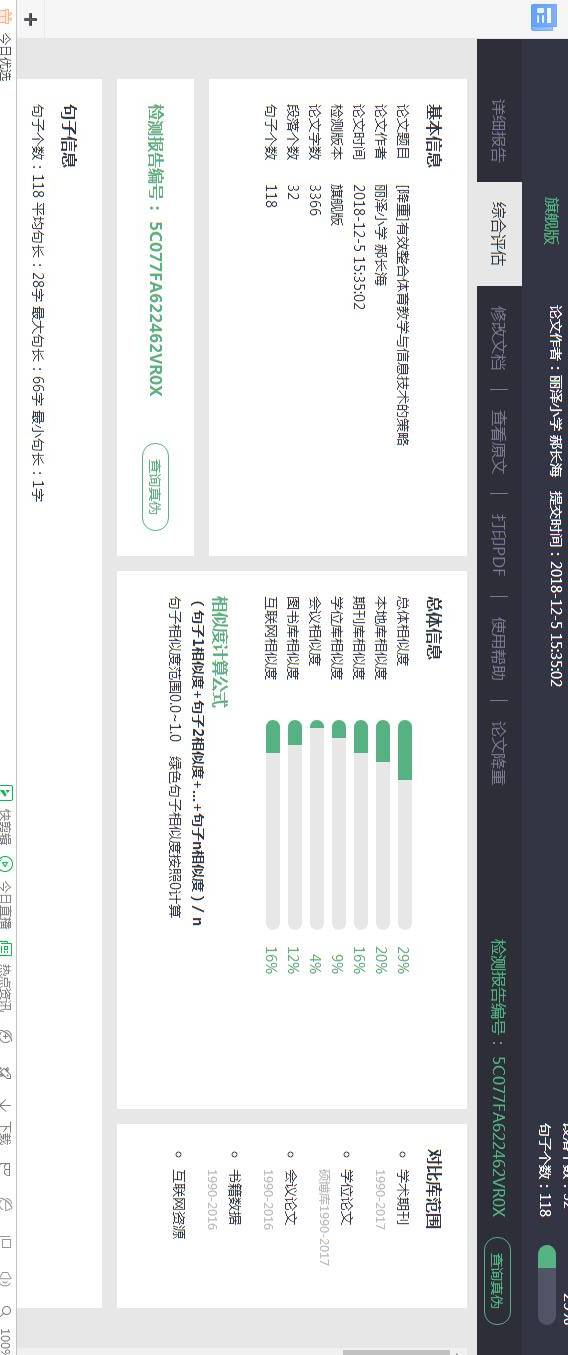 旗舰版
论文作者：丽泽小学 郝长海 提交时间：2018-12-5 15:35:02
句子个数：118
详细报告
综合评估
修改文档 | 查看原文 | 打印PDF | 使用帮助 | 论文降重
检测报告编号： 5C077FA622462VR0X
查询真伪
基本信息
论文题目 [降重]有效整合体育教学与信息技术的策略
论文作者 丽泽小学 郝长海
论文时间 2018-12-5 15:35:02
检测版本 旗舰版
论文字数 3366
段落个数 32
句子个数 118
检测报告编号： 5C077FA622462VR0X
查询真伪
总体信息
总体相似度 29%
本地库相似度 20%
期刊库相似度 16%
学位库相似度 9%
会议相似度 4%
图书库相似度 12%
互联网相似度 16%
相似度计算公式
( 句子1相似度+句子2相似度+...+句子n相似度 ) / n
句子相似度范围0.0~1.0 绿色句子相似度按照0计算
对比库范围
学术期刊
1990-2017
学位论文
硕博库1990-2017
会议论文
1990-2016
书籍数据
1990-2016
互联网资源
句子信息
句子个数：118 平均句长：28字 最大句长：66字 最小句长：1字
今日优选
快剪辑
今日直播
热点资讯
下载